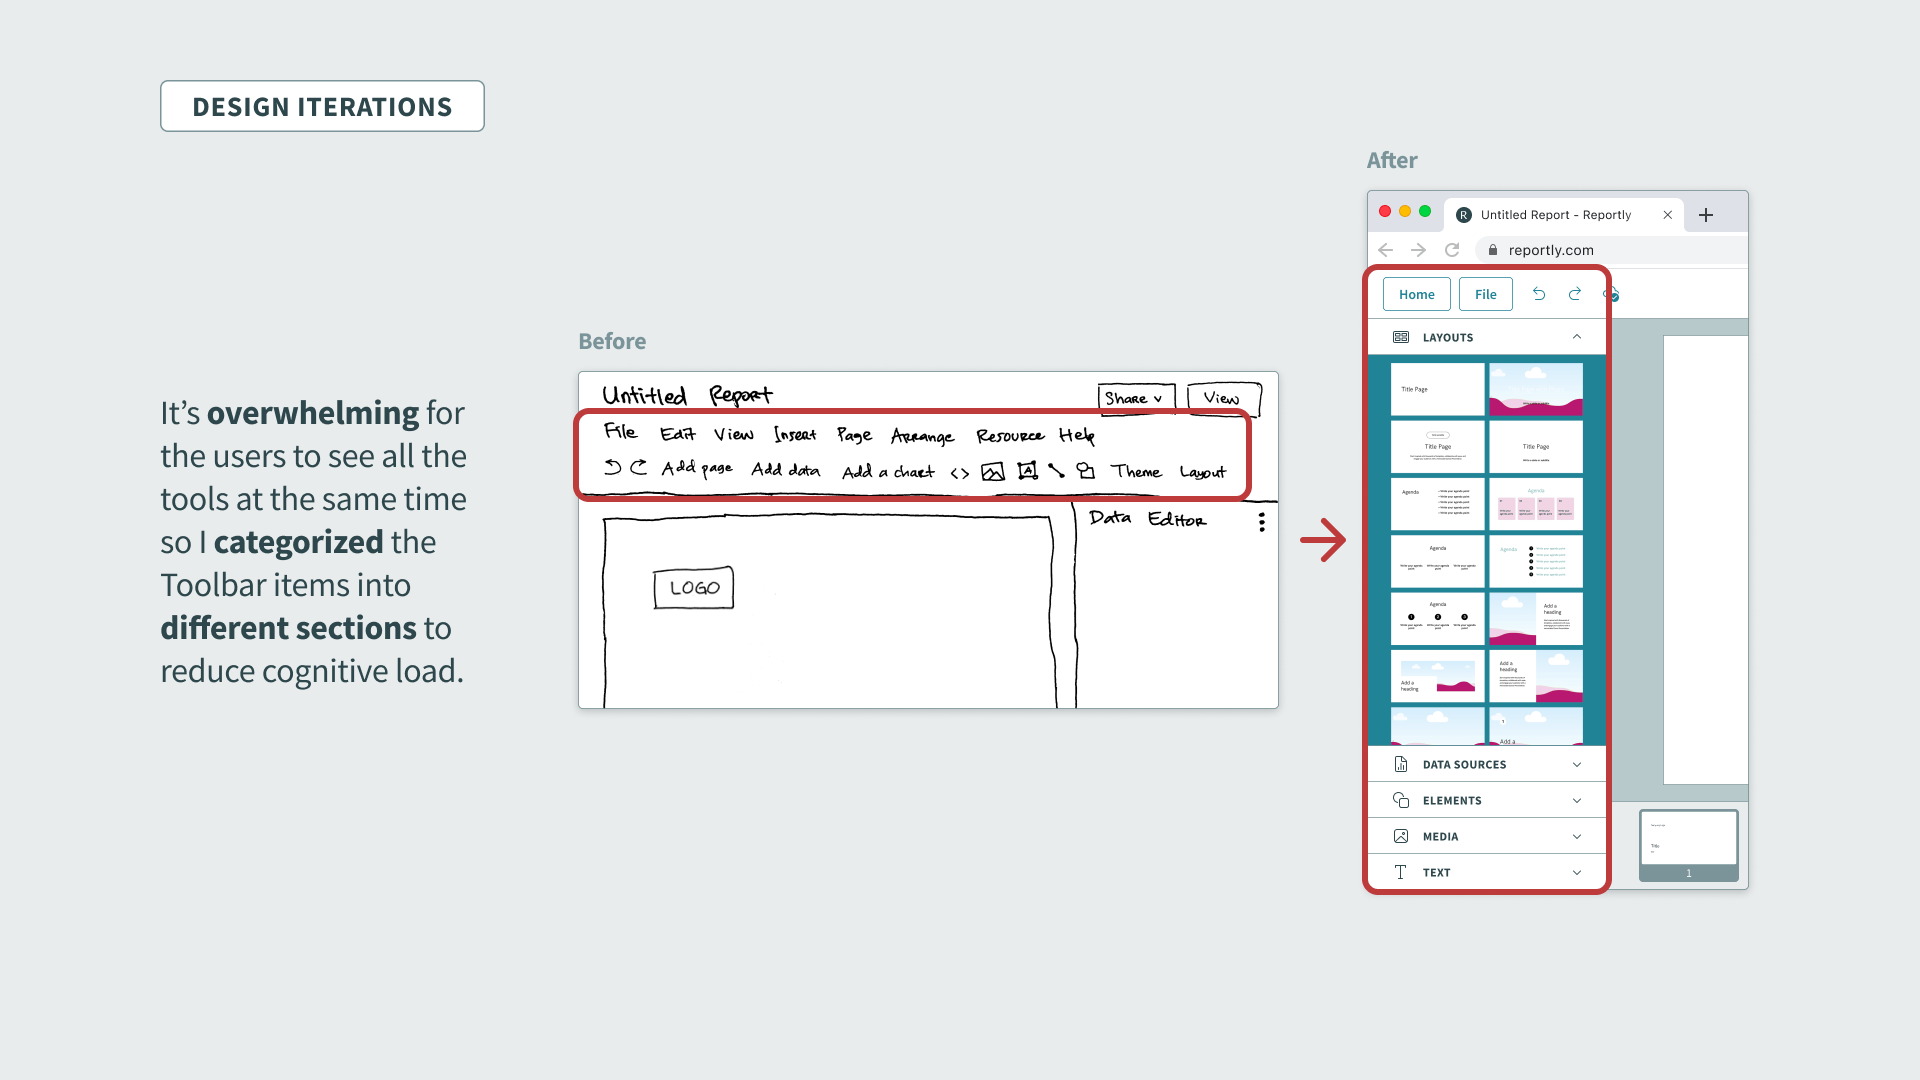 DESIGN ITERATIONS
It's overwhelming for
the users to see all the
tools at the same time
so I categorized the
Toolbar items into
different sections to
reduce cognitive load.
Before
Untitled Report
Share v
View
File Edit View Insert Page Arrange Resource Help
Add page Add data Add a chart <> A Theme Layout
Data Editor
LOGO
After
R Untitled Report - Reportly
reportly.com
Home File
LAYOUTS
Title Page
Title Page
Title Page
Agenda
Agenda
Agenda
Agenda
Agenda
Add a
heading
Add a
heading
Add a
heading
Add a
DATA SOURCES
ELEMENTS
MEDIA
TEXT
Title
1